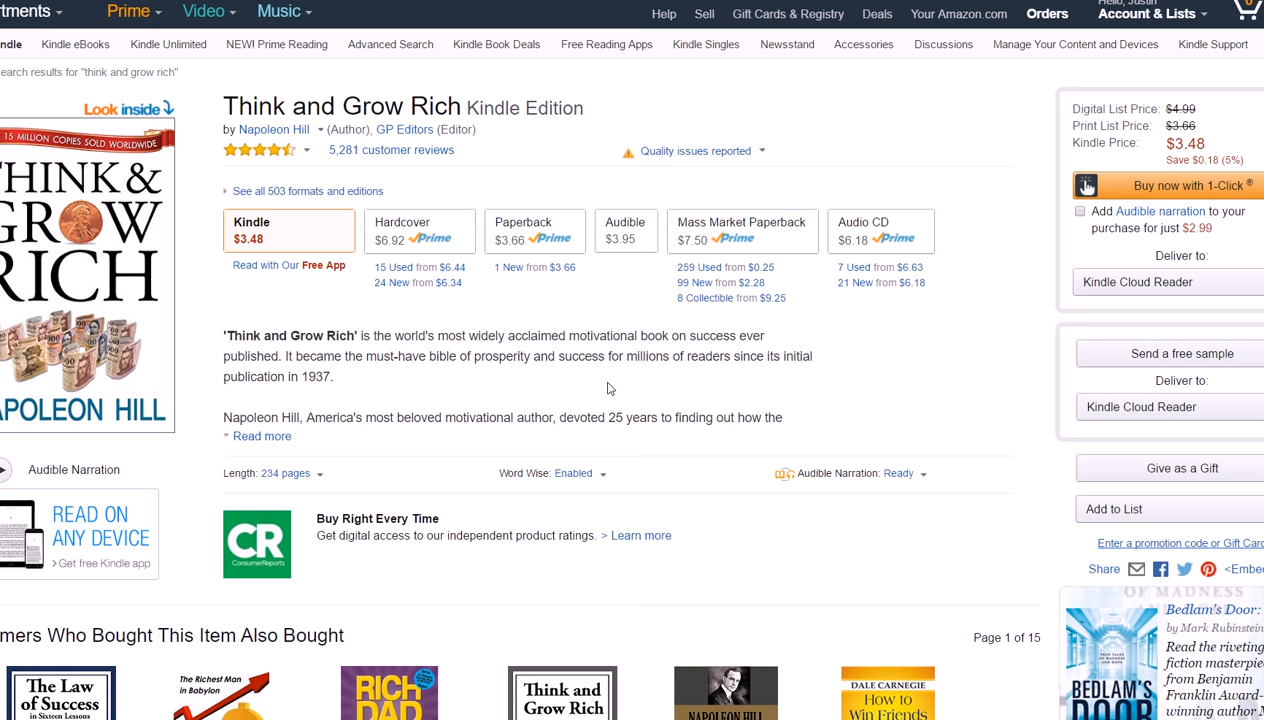 rtments
Prime
Video
Music
Help Sell Gift Cards & Registry Deals Your Amazon.com Orders
Hello, Justin
Account & Lists
0
ndle Kindle eBooks Kindle Unlimited NEW! Prime Reading Advanced Search Kindle Book Deals Free Reading Apps Kindle Singles Newsstand Accessories Discussions Manage Your Content and Devices Kindle Support
earch results for "think and grow rich"
Look inside
15 MILLION COPIES SOLD WORLDWIDE
THINK &
GROW
RICH
NAPOLEON HILL
Audible Narration
READ ON
ANY DEVICE
> Get free Kindle app
Think and Grow Rich Kindle Edition
by Napoleon Hill (Author), GP Editors (Editor)
5,281 customer reviews
Quality issues reported
See all 503 formats and editions
Kindle
$3.48
Read with Our Free App
Hardcover
$6.92 Prime
15 Used from $6.44
24 New from $6.34
Paperback
$3.66 Prime
1 New from $3.66
Audible
$3.95
Mass Market Paperback
$7.50 Prime
259 Used from $0.25
99 New from $2.28
8 Collectible from $9.25
Audio CD
$6.18 Prime
7 Used from $6.63
21 New from $6.18
'Think and Grow Rich' is the world's most widely acclaimed motivational book on success ever
published. It became the must-have bible of prosperity and success for millions of readers since its initial
publication in 1937.
Napoleon Hill, America's most beloved motivational author, devoted 25 years to finding out how the
Read more
Length: 234 pages
Word Wise: Enabled
Audible Narration: Ready
CR
ConsumerReports
Buy Right Every Time
Get digital access to our independent product ratings. > Learn more
Digital List Price: $4.99
Print List Price: $3.66
Kindle Price: $3.48
Save $0.18 (5%)
Buy now with 1-Click ®
Add Audible narration to your
purchase for just $2.99
Deliver to:
Kindle Cloud Reader
Send a free sample
Deliver to:
Kindle Cloud Reader
Give as a Gift
Add to List
Enter a promotion code or Gift Card
Share <Embe
OF MADNESS
BEDLAM'S
DOOR
Bedlam's Door:
by Mark Rubinstein
Read the riveting
fiction masterpie
from Benjamin
Franklin Award-
winning author M
mers Who Bought This Item Also Bought
Page 1 of 15
The Law
of Success
in Sixteen Lessons
The Richest Man
in Babylon
RICH
DAD
Think and
Grow Rich
NAPOLEON HILL
DALE CARNEGIE
How to
Win Friends